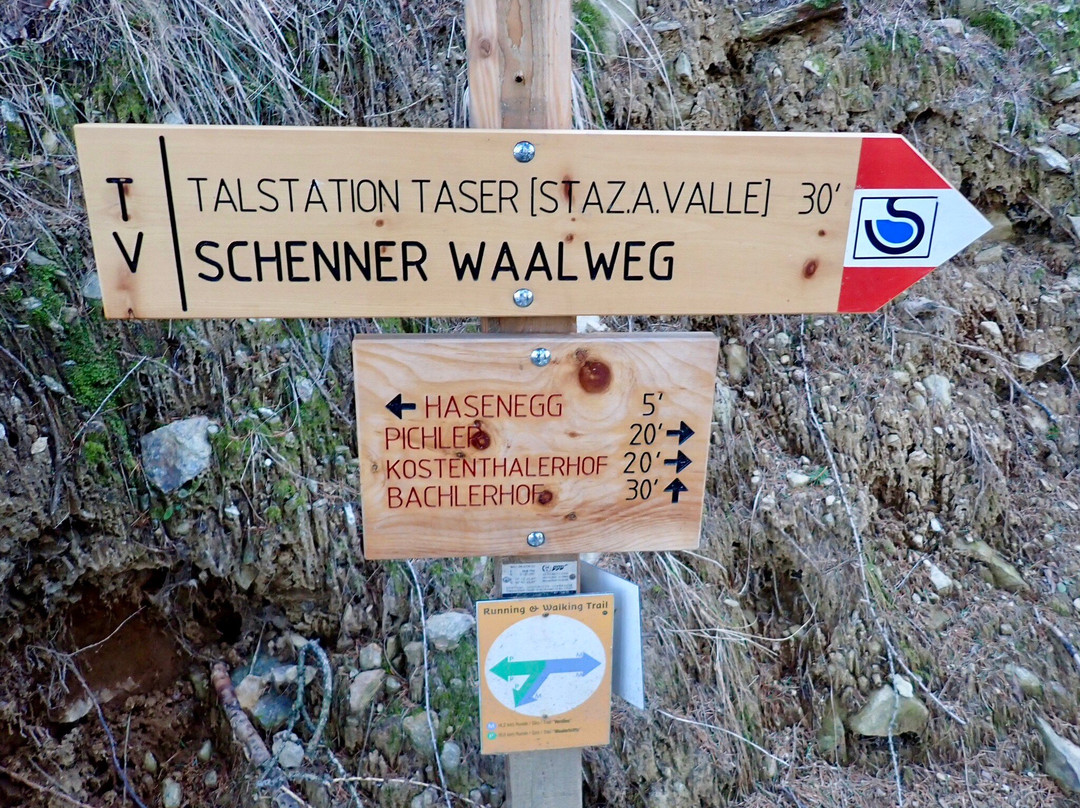 T
V
TALSTATION TASER [STAZ.A.VALLE] 30'
SCHENNER WAALWEG
← HASENEGG 5'
PICHLER 20' →
KOSTENTHALERHOF 20' →
BACHLERHOF 30' ↑
Running & Walking Trail